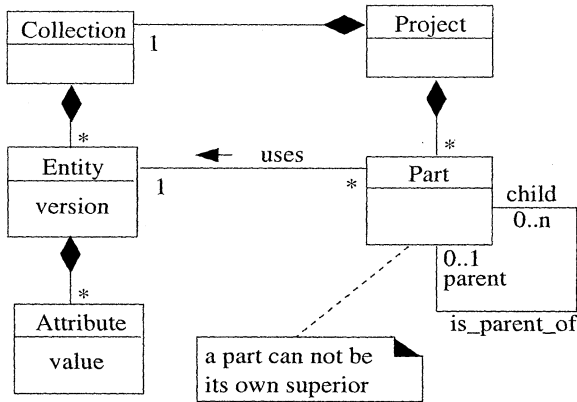 Collection
1
Project
*
*
Entity
version
uses
1
*
Part
child
0..n
0..1
parent
is_parent_of
*
Attribute
value
a part can not be
its own superior